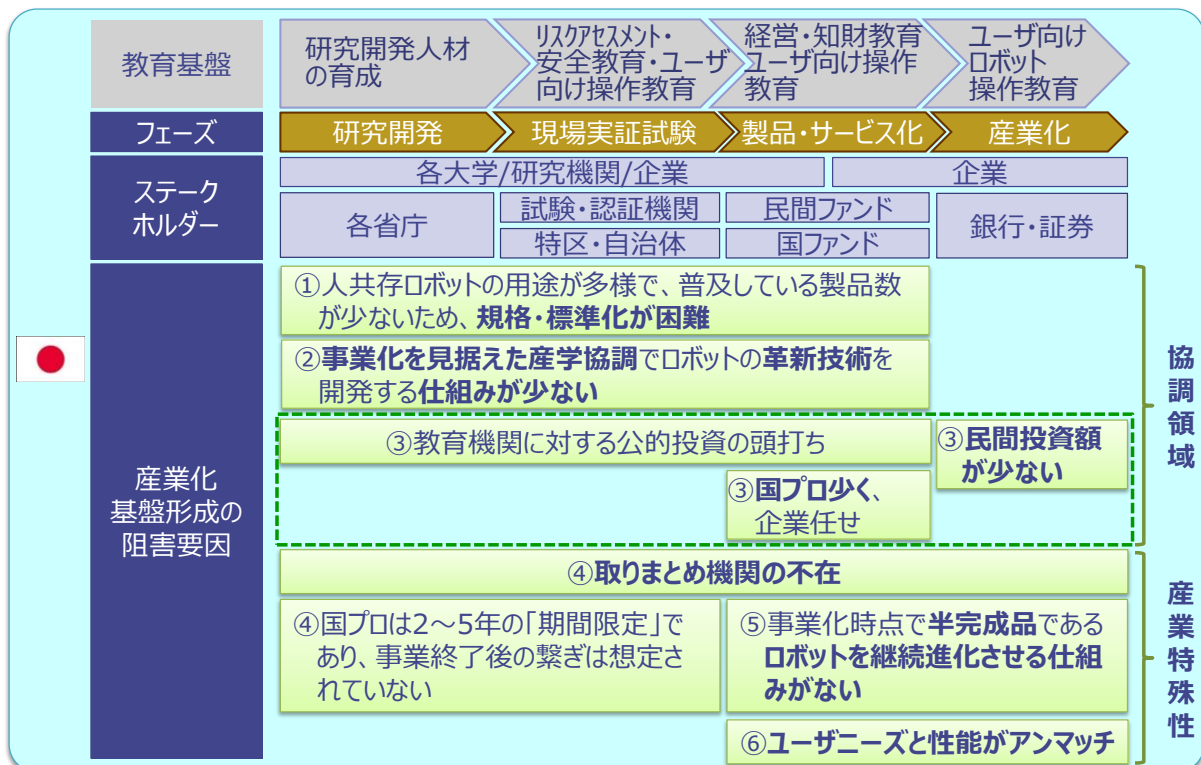 教育基盤
研究開発人材
の育成
リスクアセスメント・
安全教育・ユーザ
向け操作教育
経営・知財教育
ユーザ向け操作
教育
ユーザ向け
ロボット
操作教育
フェーズ
研究開発
現場実証試験
製品・サービス化
産業化
ステーク
ホルダー
各大学/研究機関/企業
企業
各省庁
試験・認証機関
特区・自治体
民間ファンド
国ファンド
銀行・証券
産業化
基盤形成の
阻害要因
①人共存ロボットの用途が多様で、普及している製品数
が少ないため、規格・標準化が困難
②事業化を見据えた産学協調でロボットの革新技術を
開発する仕組みが少ない
③教育機関に対する公的投資の頭打ち
③民間投資額
が少ない
③国プロ少く、
企業任せ
④取りまとめ機関の不在
④国プロは2~5年の「期間限定」で
あり、事業終了後の繋ぎは想定さ
れていない
⑤事業化時点で半完成品である
ロボットを継続進化させる仕組
みがない
⑥ユーザニーズと性能がアンマッチ
協調領域
産業特殊性